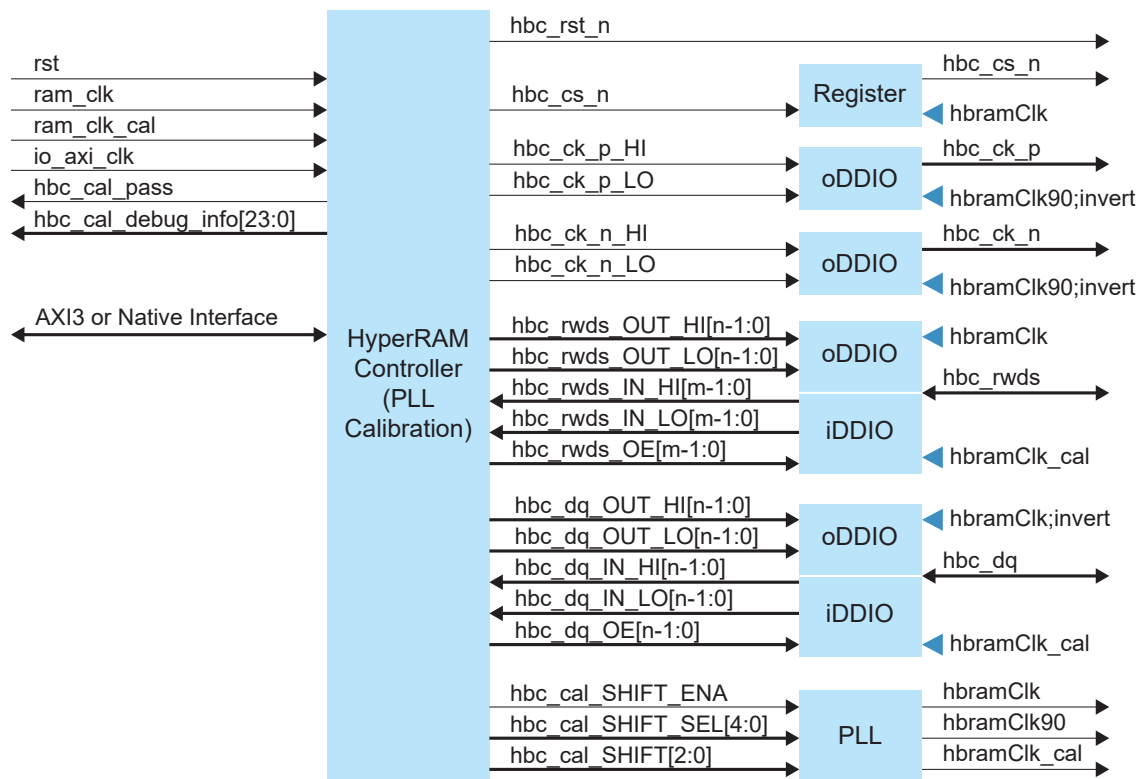 hbc_rst_n
rst
ram_clk
ram_clk_cal
io_axi_clk
hbc_cal_pass
hbc_cal_debug_info[23:0]
AXI3 or Native Interface
HyperRAM
Controller
(PLL
Calibration)
hbc_cs_n
Register
hbc_cs_n
hbramClk
hbc_ck_p_HI
hbc_ck_p_LO
oDDIO
hbc_ck_p
hbramClk90;invert
hbc_ck_n_HI
hbc_ck_n_LO
oDDIO
hbc_ck_n
hbramClk90;invert
hbc_rwds_OUT_HI[n-1:0]
hbc_rwds_OUT_LO[n-1:0]
hbc_rwds_IN_HI[m-1:0]
hbc_rwds_IN_LO[m-1:0]
hbc_rwds_OE[m-1:0]
oDDIO
iDDIO
hbramClk
hbc_rwds
hbramClk_cal
hbc_dq_OUT_HI[n-1:0]
hbc_dq_OUT_LO[n-1:0]
hbc_dq_IN_HI[n-1:0]
hbc_dq_IN_LO[n-1:0]
hbc_dq_OE[n-1:0]
oDDIO
iDDIO
hbramClk;invert
hbc_dq
hbramClk_cal
hbc_cal_SHIFT_ENA
hbc_cal_SHIFT_SEL[4:0]
hbc_cal_SHIFT[2:0]
PLL
hbramClk
hbramClk90
hbramClk_cal